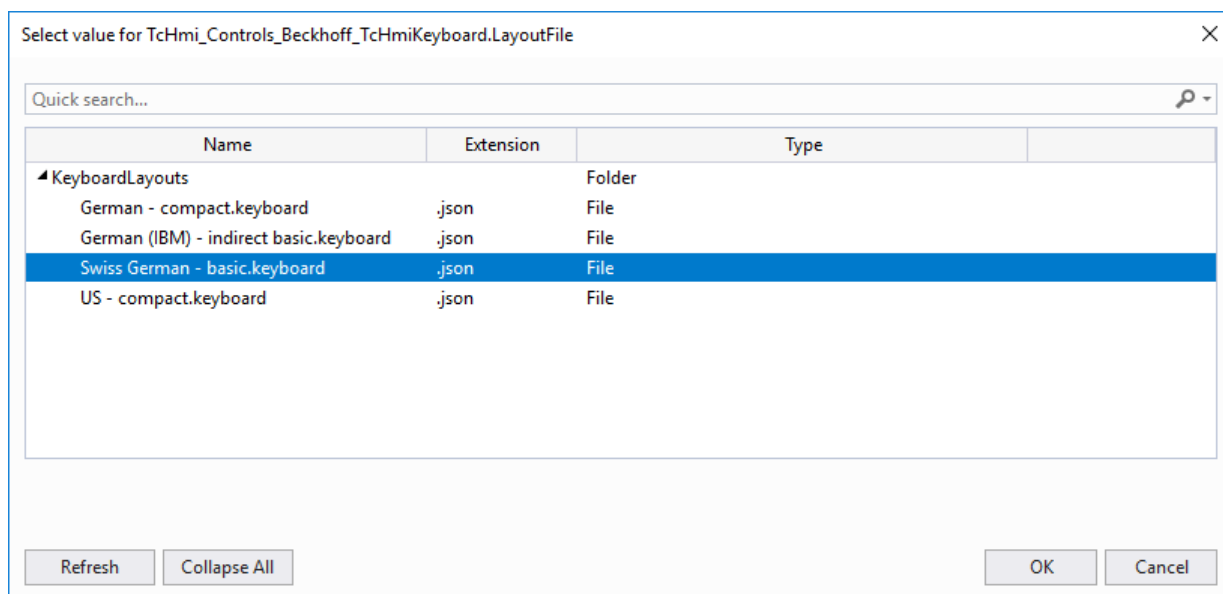 Select value for TcHmi_Controls_Beckhoff_TcHmiKeyboard.LayoutFile
Quick search...
Name Extension Type
KeyboardLayouts Folder
German - compact.keyboard .json File
German (IBM) - indirect basic.keyboard .json File
Swiss German - basic.keyboard .json File
US - compact.keyboard .json File
Refresh Collapse All OK Cancel